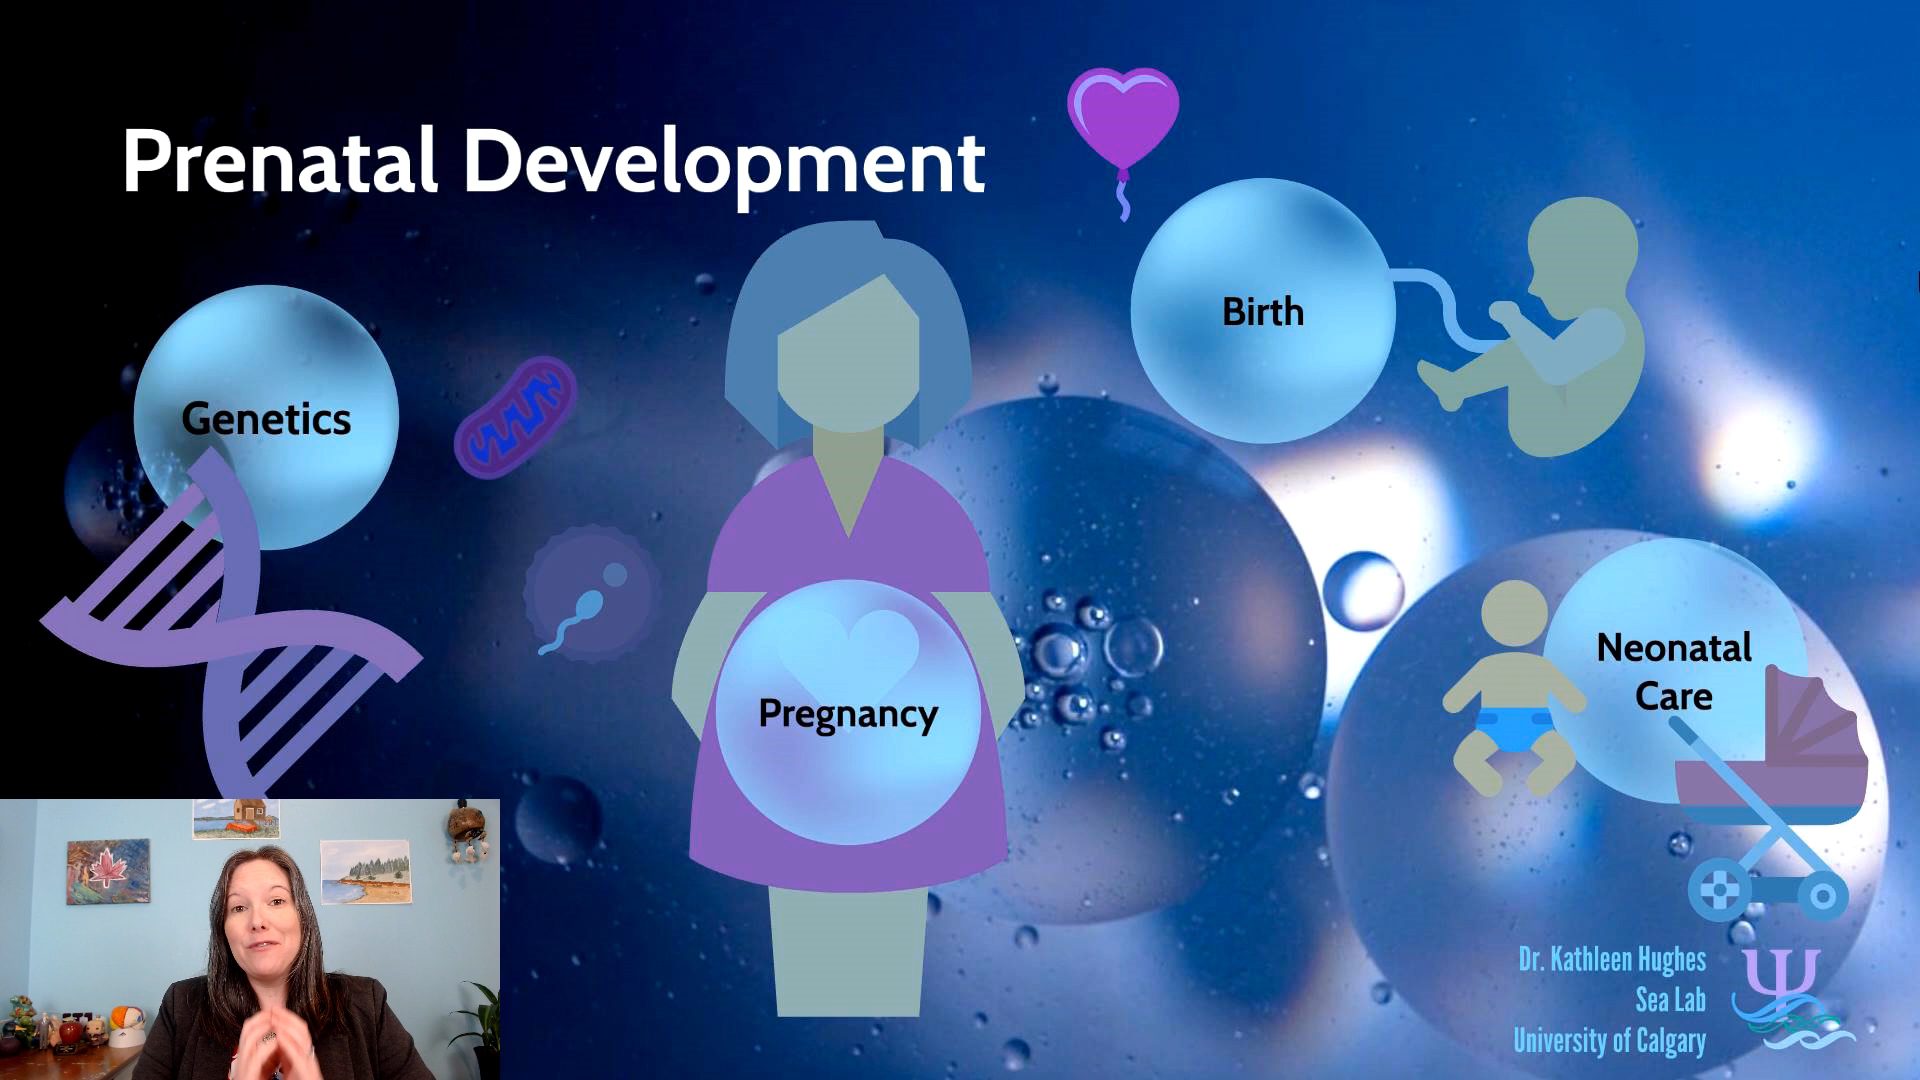 Prenatal Development
Genetics
Pregnancy
Birth
Neonatal
Care
Dr. Kathleen Hughes
Sea Lab
University of Calgary